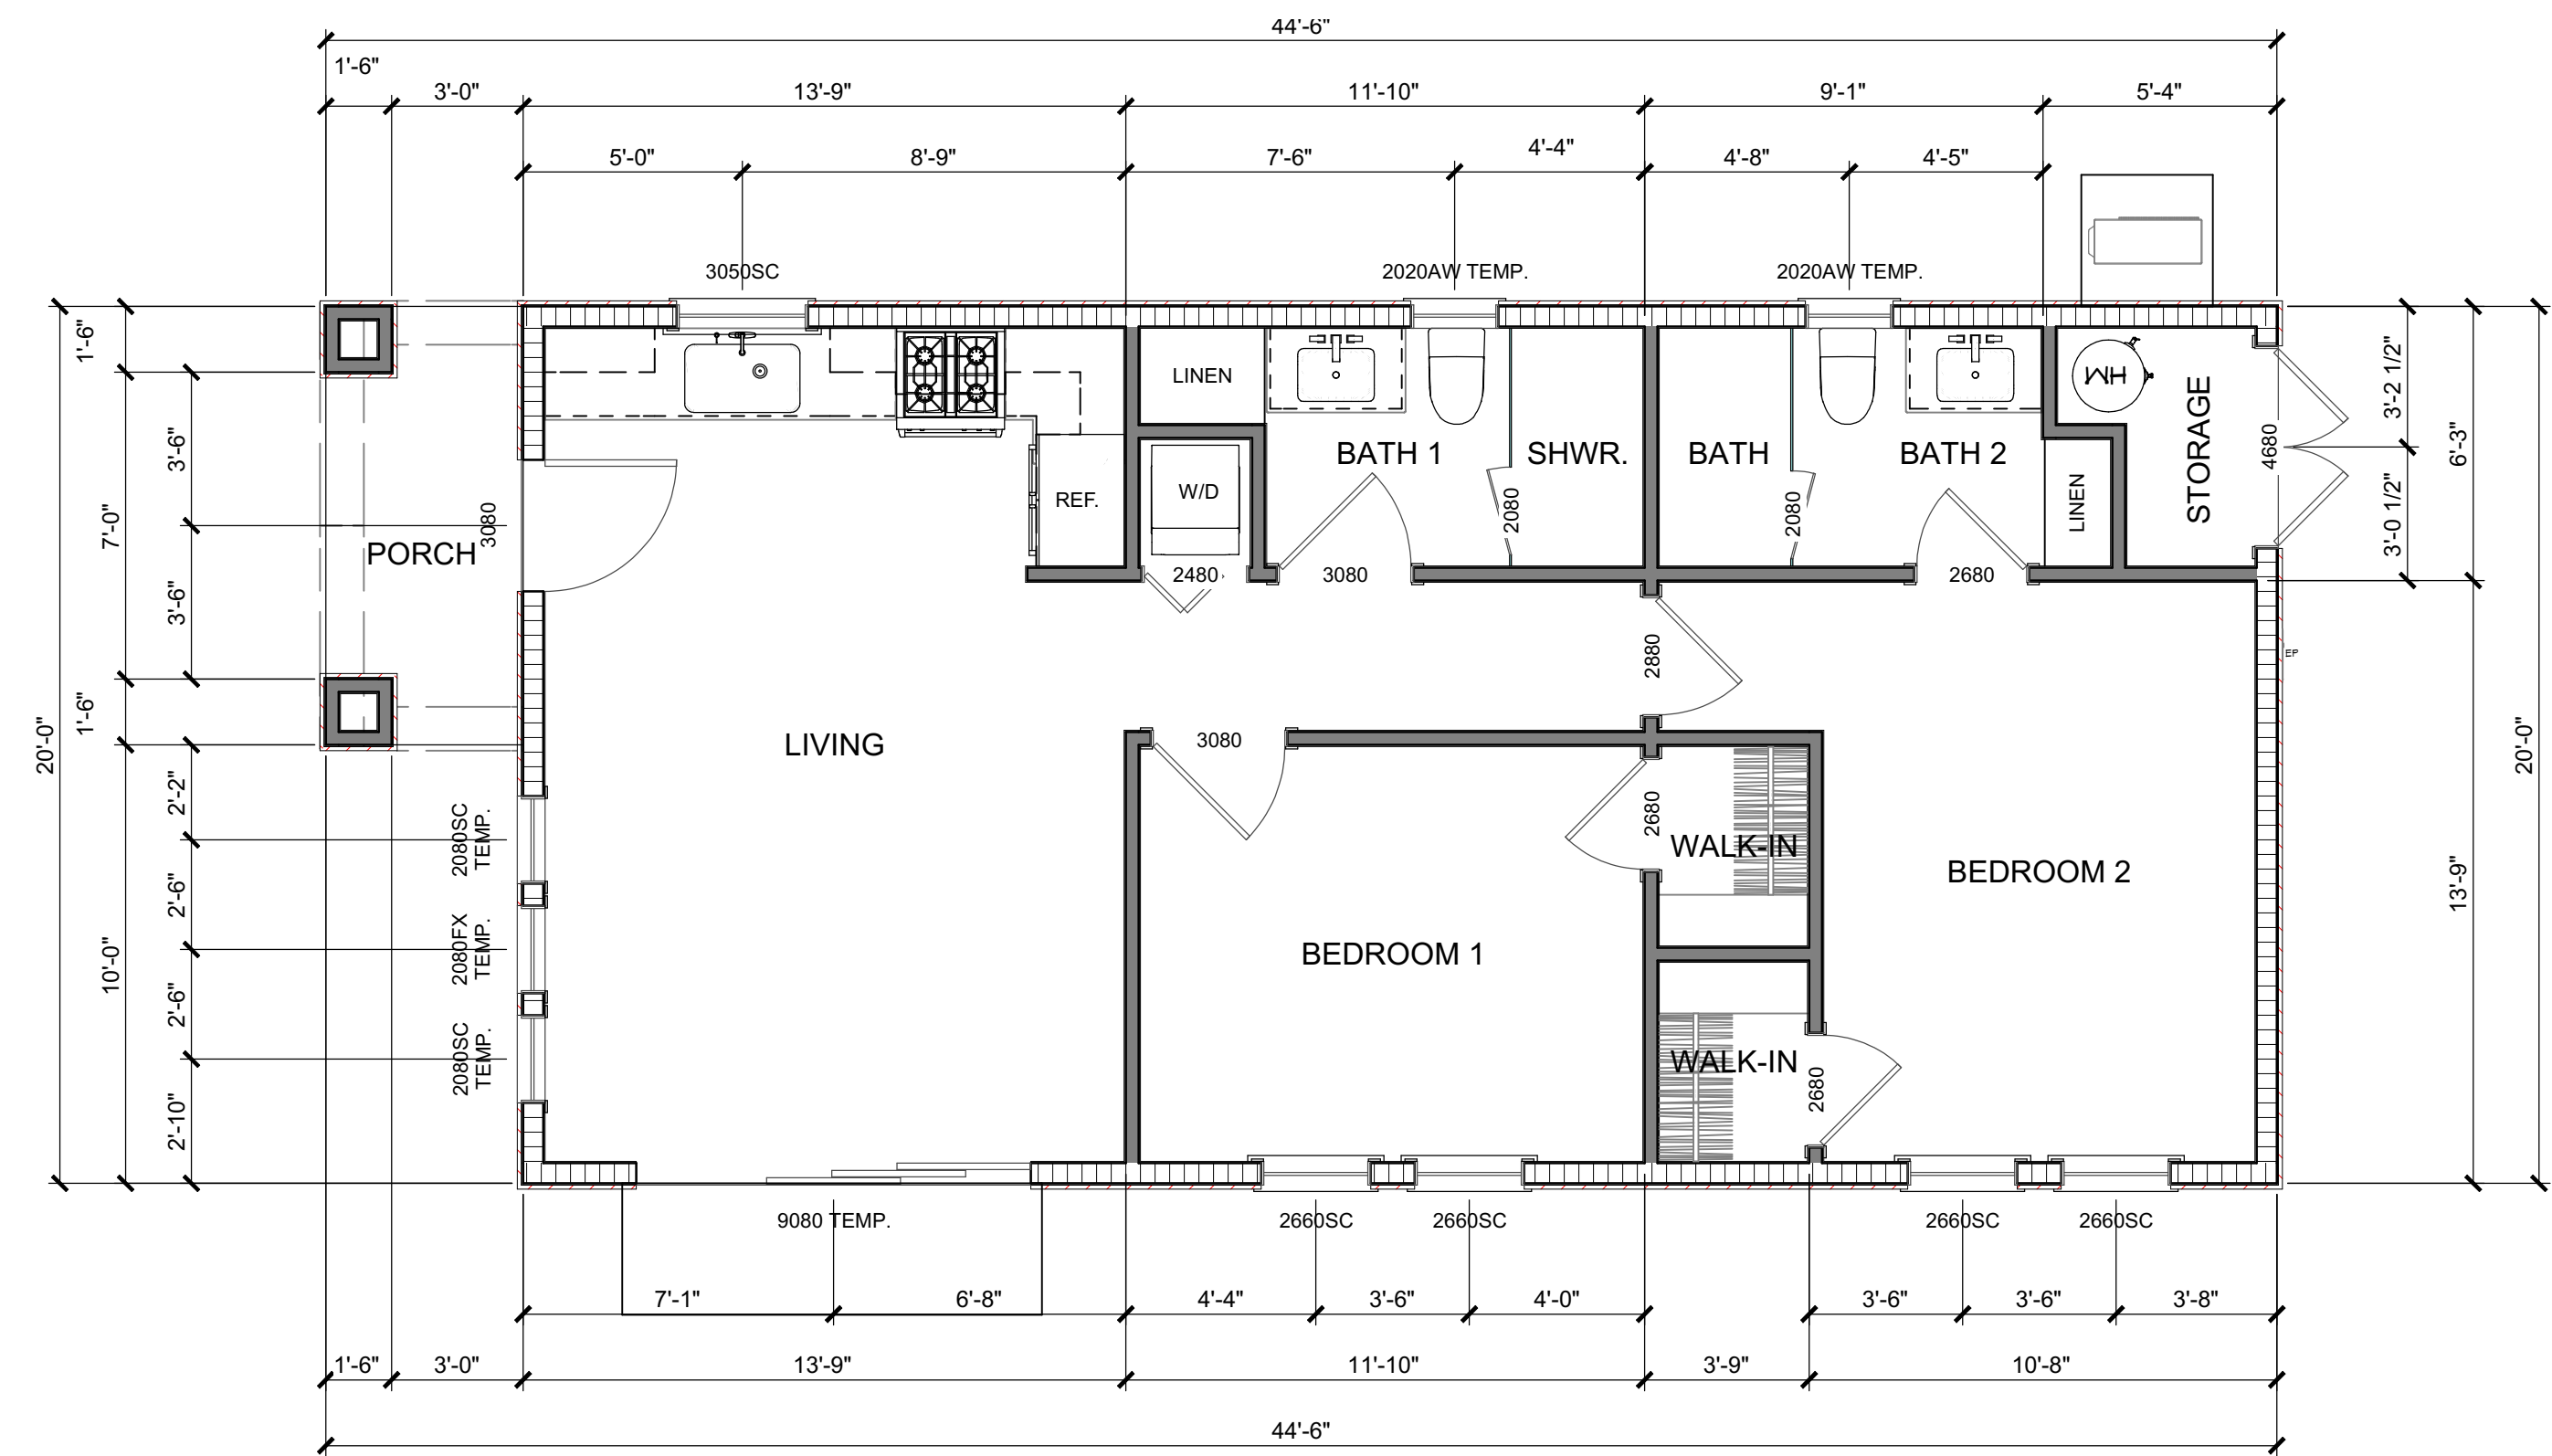 44'-6"
1'-6"
3'-0"
13'-9"
11'-10"
9'-1"
5'-4"
5'-0"
8'-9"
7'-6"
4'-4"
4'-8"
4'-5"
3050SC
2020AW TEMP.
2020AW TEMP.
1'-6"
3'-6"
7'-0"
3'-6"
1'-6"
20'-0"
2'-2"
2'-6"
10'-0"
2'-6"
2'-10"
PORCH
3080
2080SC
TEMP.
2080FX
TEMP.
2080SC
TEMP.
LIVING
REF.
LINEN
W/D
2480
BATH 1
3080
SHWR.
2080
BATH
2080
BATH 2
2680
LINEN
STORAGE
4680
3'-2 1/2"
3'-0 1/2"
6'-3"
EP
2880
3080
2680
WALK-IN
BEDROOM 1
BEDROOM 2
WALK-IN
2680
13'-9"
20'-0"
9080 TEMP.
2660SC
2660SC
2660SC
2660SC
7'-1"
6'-8"
4'-4"
3'-6"
4'-0"
3'-6"
3'-6"
3'-8"
1'-6"
3'-0"
13'-9"
11'-10"
3'-9"
10'-8"
44'-6"